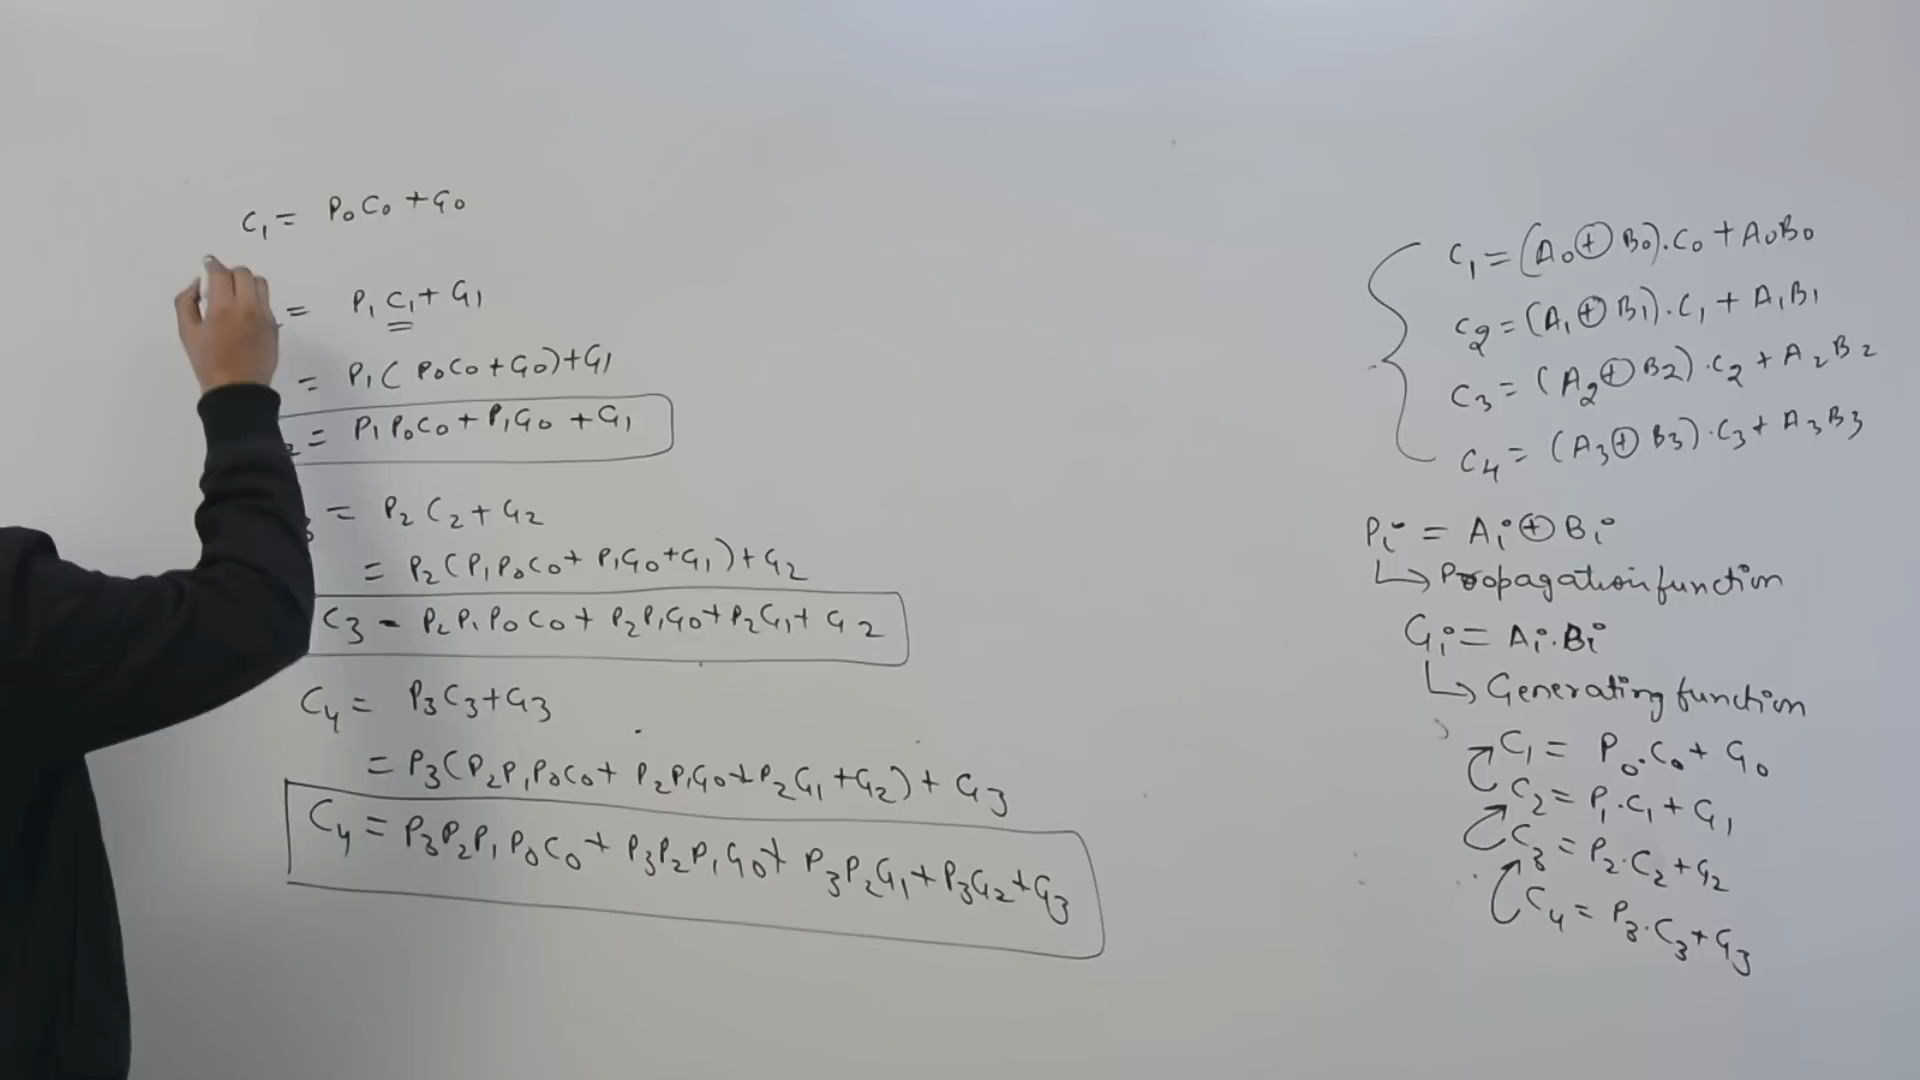 C₁ = P₀C₀ + G₀
= P₁C₁ + G₁
= P₁(P₀C₀ + G₀) + G₁
₂ = P₁P₀C₀ + P₁G₀ + G₁
₃ = P₂C₂ + G₂
= P₂(P₁P₀C₀ + P₁G₀ + G₁) + G₂
C₃ = P₂P₁P₀C₀ + P₂P₁G₀ + P₂G₁ + G₂
C₄ = P₃C₃ + G₃
= P₃(P₂P₁P₀C₀ + P₂P₁G₀ + P₂G₁ + G₂) + G₃
C₄ = P₃P₂P₁P₀C₀ + P₃P₂P₁G₀ + P₃P₂G₁ + P₃G₂ + G₃
C₁ = (A₀ ⊕ B₀).C₀ + A₀B₀
C₂ = (A₁ ⊕ B₁).C₁ + A₁B₁
C₃ = (A₂ ⊕ B₂).C₂ + A₂B₂
C₄ = (A₃ ⊕ B₃).C₃ + A₃B₃
Pᵢ = Aᵢ ⊕ Bᵢ
↳ Propagation function
Gᵢ = Aᵢ.Bᵢ
↳ Generating function
C₁ = P₀.C₀ + G₀
C₂ = P₁.C₁ + G₁
C₃ = P₂.C₂ + G₂
C₄ = P₃.C₃ + G₃